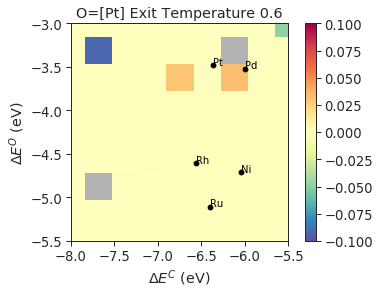 O=[Pt] Exit Temperature 0.6
−3.0
−3.5
−4.0
−4.5
−5.0
−5.5
ΔE^O (eV)
Pt
Pd
Rh
Ni
Ru
−8.0 −7.5 −7.0 −6.5 −6.0 −5.5
ΔE^C (eV)
0.100
0.075
0.050
0.025
0.000
−0.025
−0.050
−0.075
−0.100